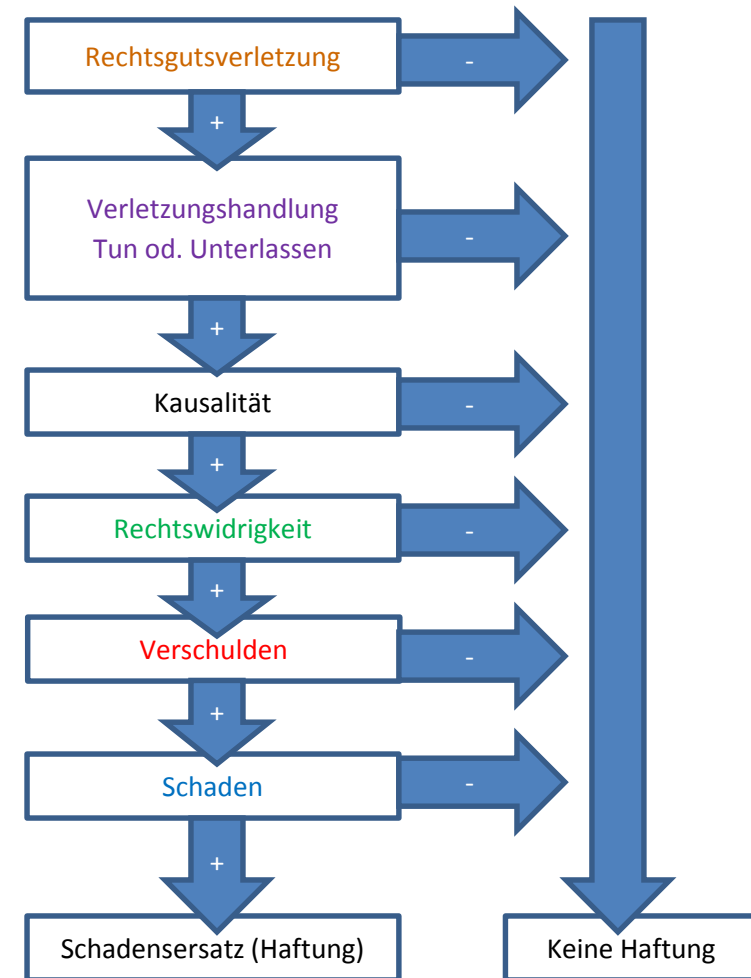 Rechtsgutsverletzung
-
+
Verletzungshandlung
Tun od. Unterlassen
-
+
Kausalität
-
+
Rechtswidrigkeit
-
+
Verschulden
-
+
Schaden
-
+
Schadensersatz (Haftung)
Keine Haftung